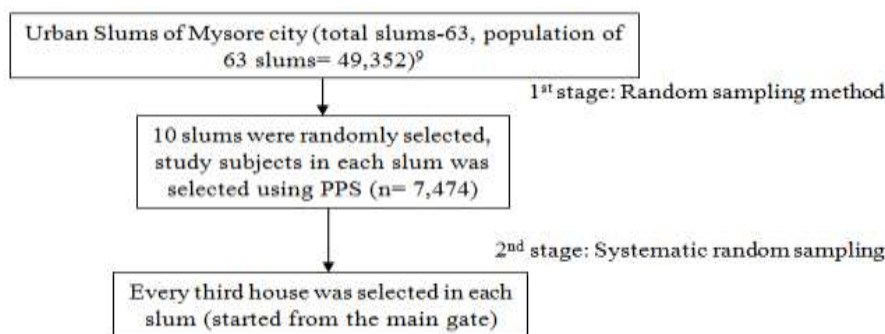 Urban Slums of Mysore city (total slums-63, population of
63 slums= 49,352)⁹
1ˢᵗ stage: Random sampling method
10 slums were randomly selected,
study subjects in each slum was
selected using PPS (n= 7,474)
2ⁿᵈ stage: Systematic random sampling
Every third house was selected in each
slum (started from the main gate)